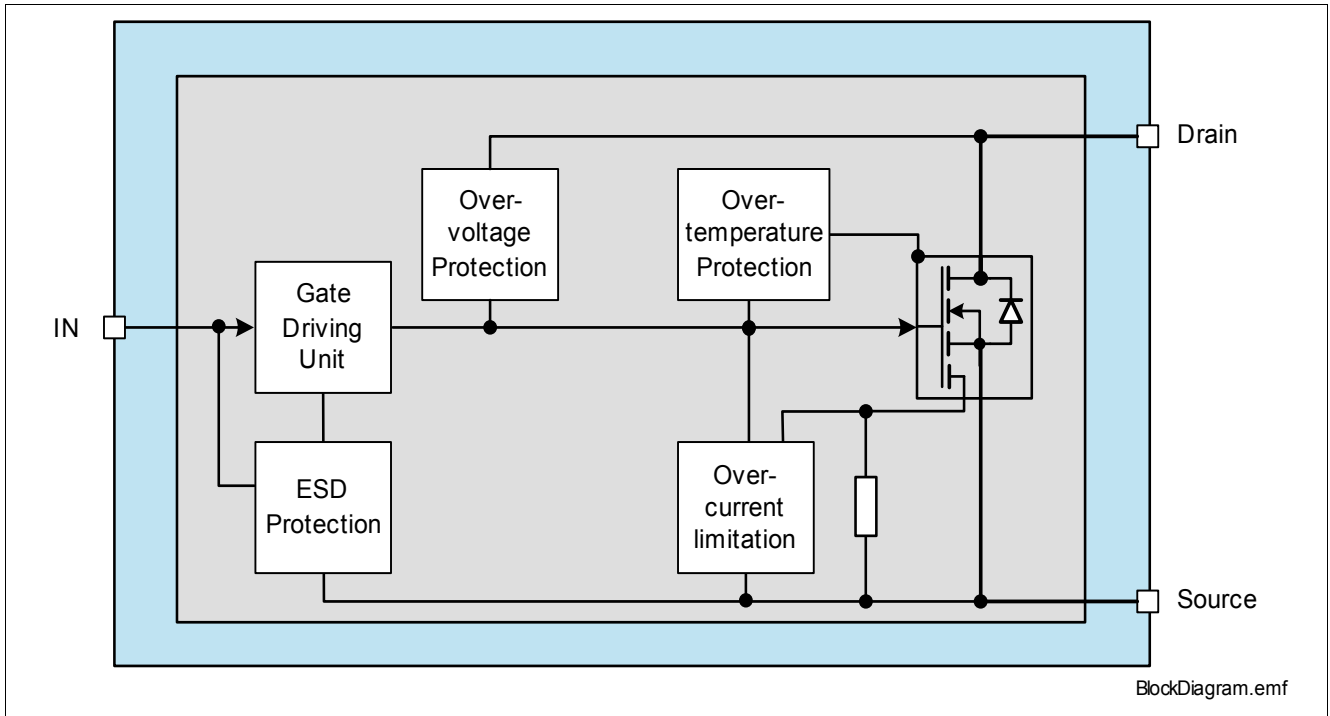 Drain
Over-
voltage
Protection
Over-
temperature
Protection
IN
Gate
Driving
Unit
ESD
Protection
Over-
current
limitation
Source
BlockDiagram.emf